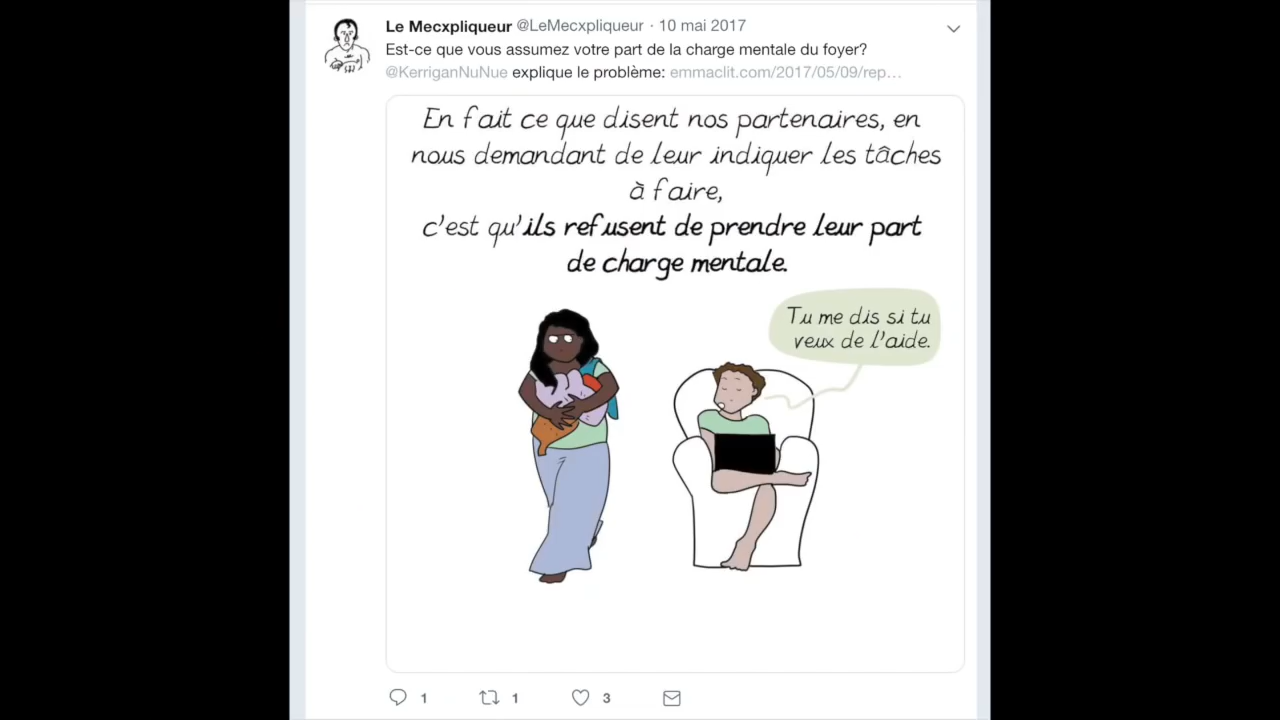 Le Mecxpliqueur @LeMecxpliqueur · 10 mai 2017
Est-ce que vous assumez votre part de la charge mentale du foyer?
@KerriganNuNue explique le problème: emmaclit.com/2017/05/09/rep…
En fait ce que disent nos partenaires, en
nous demandant de leur indiquer les tâches
à faire,
c'est qu'ils refusent de prendre leur part
de charge mentale.
Tu me dis si tu
veux de l'aide.
1 1 3